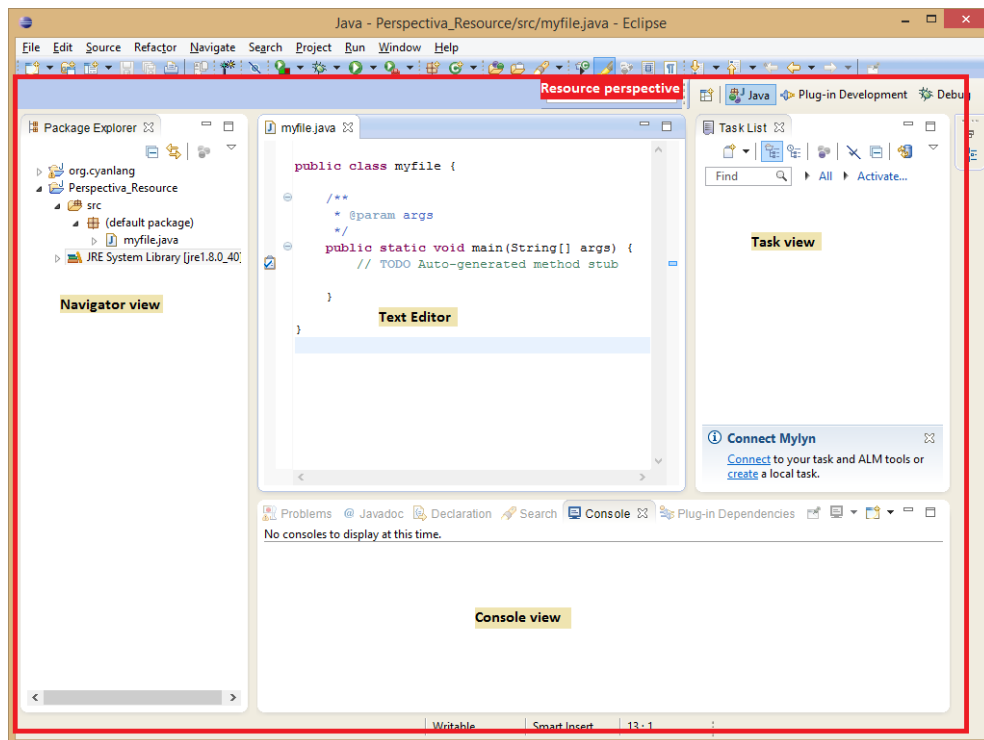 Java - Perspectiva_Resource/src/myfile.java - Eclipse
File Edit Source Refactor Navigate Search Project Run Window Help
Resource perspective
Java Plug-in Development Debug
Package Explorer
org.cyanlang
Perspectiva_Resource
src
(default package)
myfile.java
JRE System Library [jre1.8.0_40]
Navigator view
myfile.java
public class myfile {
/**
* @param args
*/
public static void main(String[] args) {
// TODO Auto-generated method stub
}
Text Editor
}
Task List
Find All Activate...
Task view
Connect Mylyn
Connect to your task and ALM tools or
create a local task.
Problems @ Javadoc Declaration Search Console Plug-in Dependencies
No consoles to display at this time.
Console view
Writable Smart Insert 13 : 1